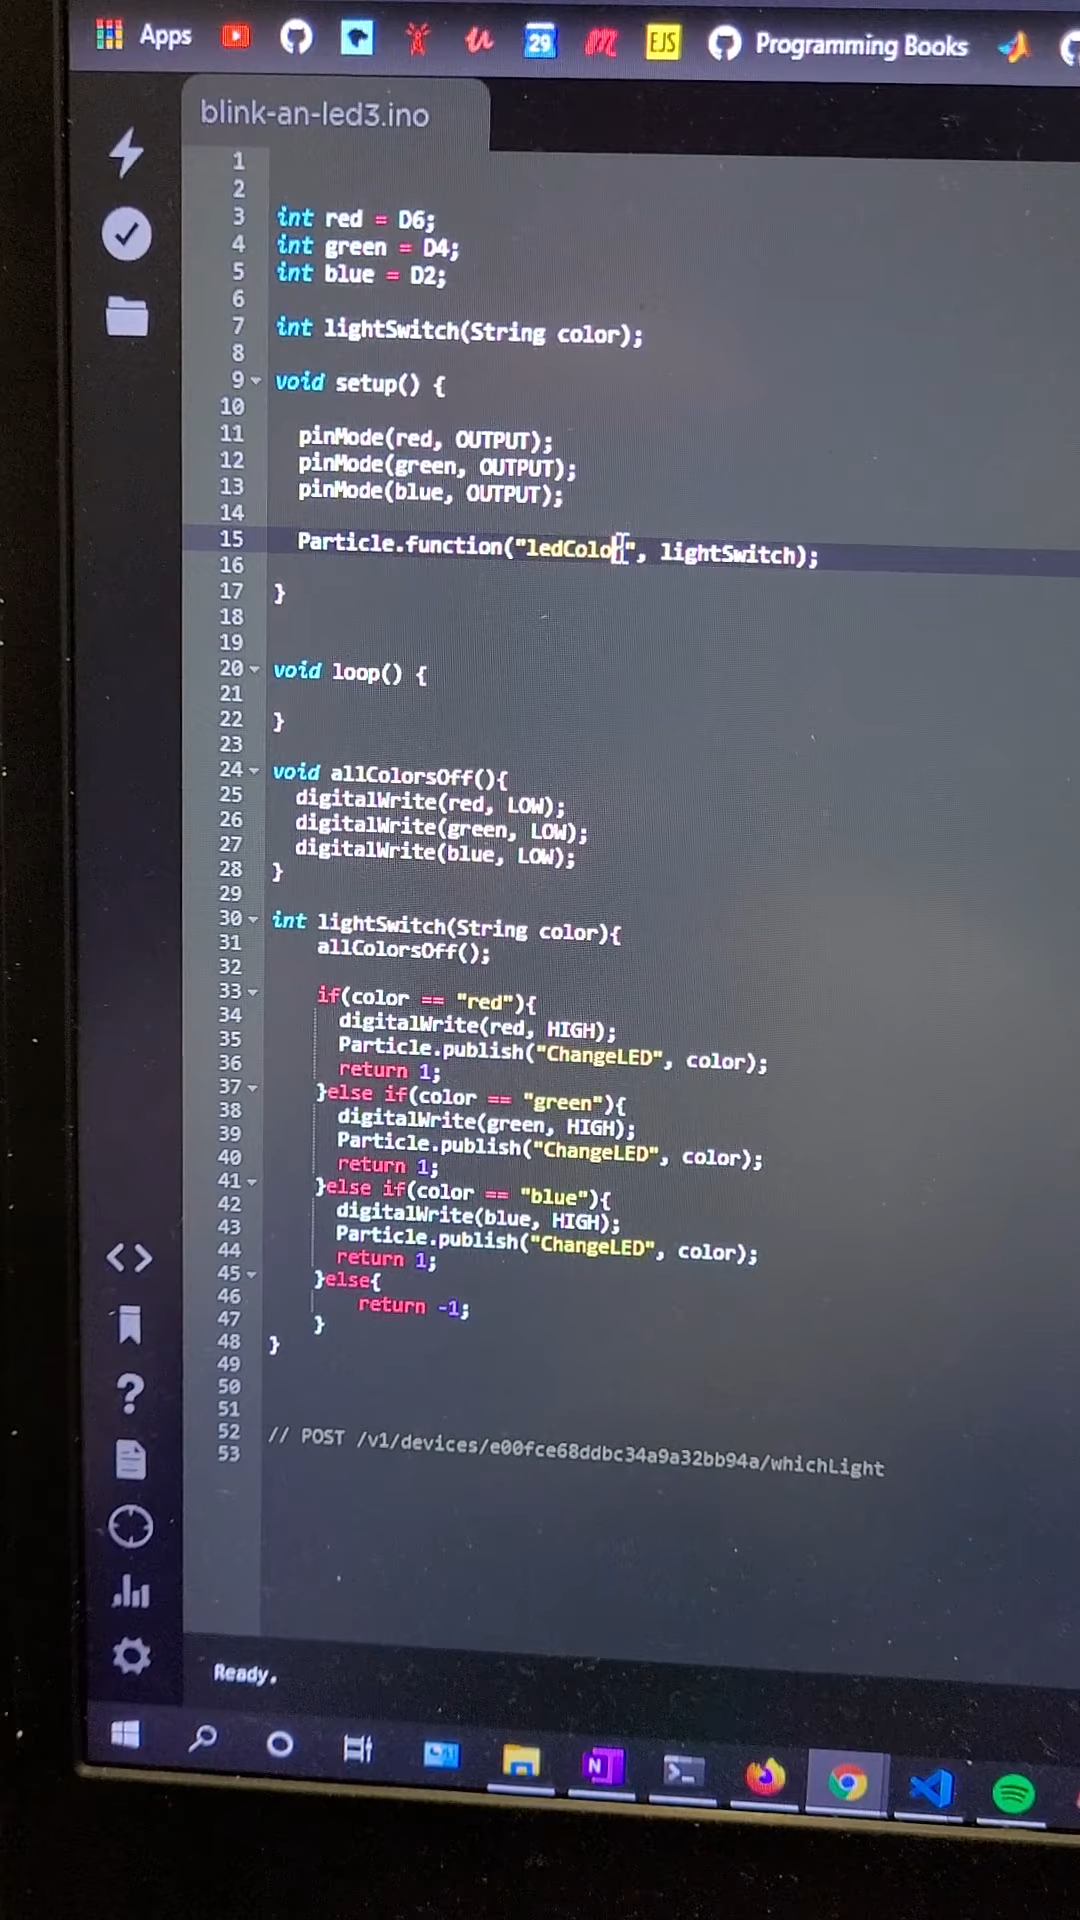 Apps
29
EJS
Programming Books
blink-an-led3.ino
1
2
3 int red = D6;
4 int green = D4;
5 int blue = D2;
6
7 int lightSwitch(String color);
8
9 void setup() {
10
11 pinMode(red, OUTPUT);
12 pinMode(green, OUTPUT);
13 pinMode(blue, OUTPUT);
14
15 Particle.function("ledColor", lightSwitch);
16
17 }
18
19
20 void loop() {
21
22 }
23
24 void allColorsOff(){
25 digitalWrite(red, LOW);
26 digitalWrite(green, LOW);
27 digitalWrite(blue, LOW);
28 }
29
30 int lightSwitch(String color){
31 allColorsOff();
32
33 if(color == "red"){
34 digitalWrite(red, HIGH);
35 Particle.publish("ChangeLED", color);
36 return 1;
37 }else if(color == "green"){
38 digitalWrite(green, HIGH);
39 Particle.publish("ChangeLED", color);
40 return 1;
41 }else if(color == "blue"){
42 digitalWrite(blue, HIGH);
43 Particle.publish("ChangeLED", color);
44 return 1;
45 }else{
46 return -1;
47 }
48 }
49
50
51
52 // POST /v1/devices/e00fce68ddbc34a9a32bb94a/whichLight
53
Ready.
N